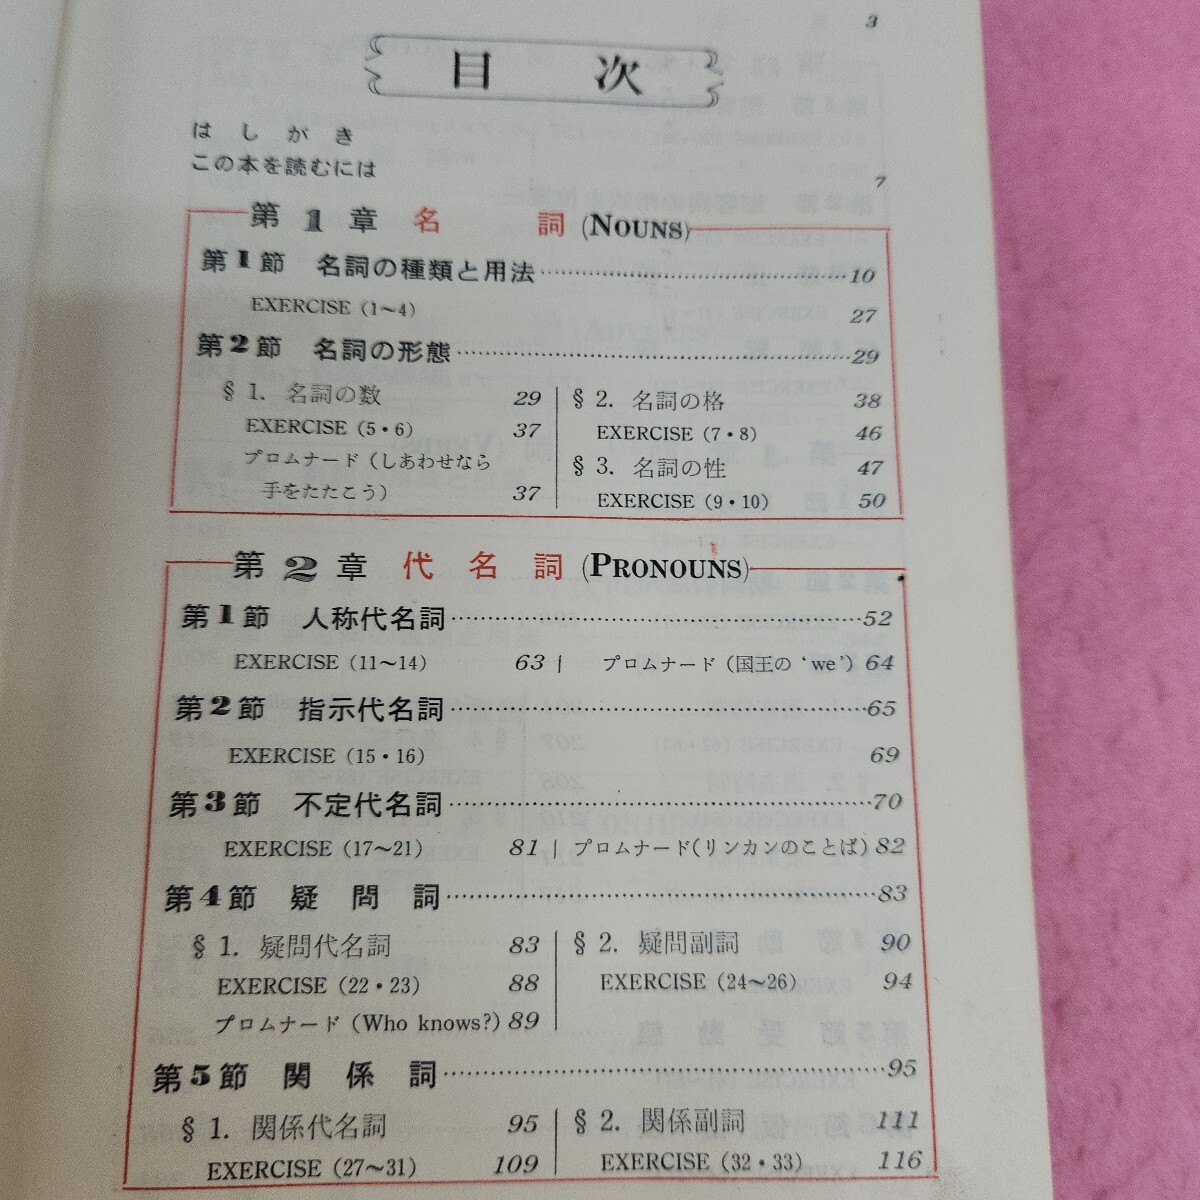 3
目次
はしがき
この本を読むには 7
第1章 名詞 (NOUNS)
第1節 名詞の種類と用法……10
EXERCISE (1〜4) 27
第2節 名詞の形態……29
§ 1. 名詞の数 29
EXERCISE (5・6) 37
プロムナード (しあわせなら
手をたたこう) 37
§ 2. 名詞の格 38
EXERCISE (7・8) 46
§ 3. 名詞の性 47
EXERCISE (9・10) 50
第2章 代名詞 (PRONOUNS)
第1節 人称代名詞……52
EXERCISE (11〜14) 63
プロムナード (国王の ‘we’) 64
第2節 指示代名詞……65
EXERCISE (15・16) 69
第3節 不定代名詞……70
EXERCISE (17〜21) 81
プロムナード (リンカンのことば) 82
第4節 疑問詞……83
§ 1. 疑問代名詞 83
EXERCISE (22・23) 88
プロムナード (Who knows?) 89
§ 2. 疑問副詞 90
EXERCISE (24〜26) 94
第5節 関係詞……95
§ 1. 関係代名詞 95
EXERCISE (27〜31) 109
§ 2. 関係副詞 111
EXERCISE (32・33) 116